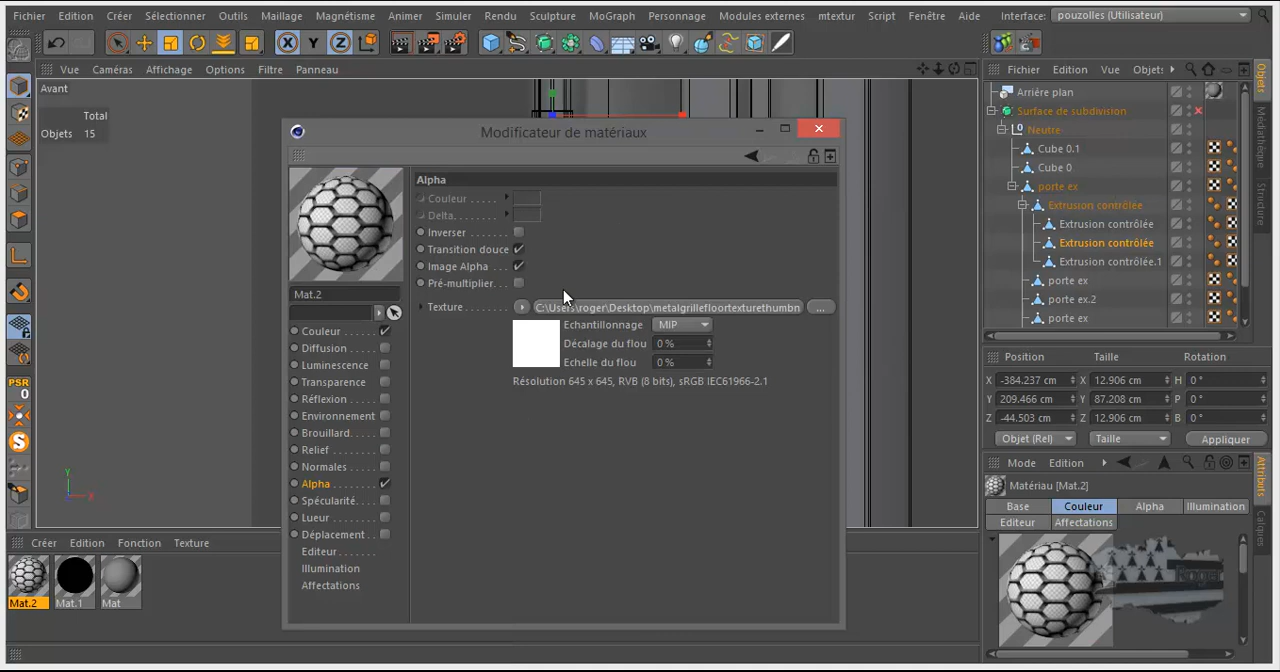 Fichier Edition Créer Sélectionner Outils Maillage Magnétisme Animer Simuler Rendu Sculpture MoGraph Personnage Modules externes mtextur Script Fenêtre Aide Interface: pouzolles (Utilisateur)
X Y Z
Vue Caméras Affichage Options Filtre Panneau
Fichier Edition Vue Objets
Avant
Total
Objets 15
Modificateur de matériaux
Alpha
Couleur
Delta
Inverser
Transition douce
Image Alpha
Pré-multiplier
Texture C:\Users\roger\Desktop\metalgrillefloortexturethumbn ...
Echantillonnage MIP
Décalage du flou 0 %
Echelle du flou 0 %
Résolution 645 x 645, RVB (8 bits), sRGB IEC61966-2.1
Mat.2
Couleur
Diffusion
Luminescence
Transparence
Réflexion
Environnement
Brouillard
Relief
Normales
Alpha
Spécularité
Lueur
Déplacement
Editeur
Illumination
Affectations
PSR
0
S
Y
X
Créer Edition Fonction Texture
Mat.2 Mat.1 Mat
Arrière plan
Surface de subdivision
Neutre
Cube 0.1
Cube 0
porte ex
Extrusion contrôlée
Extrusion contrôlée
Extrusion contrôlée
Extrusion contrôlée.1
porte ex
porte ex.2
porte ex
Objets
Médiathèque
Structure
Position Taille Rotation
X -384.237 cm X 12.906 cm H 0 °
Y 209.466 cm Y 87.208 cm P 0 °
Z -44.503 cm Z 12.906 cm B 0 °
Objet (Rel) Taille Appliquer
Mode Edition
Matériau [Mat.2]
Base Couleur Alpha Illumination
Editeur Affectations
Attributs
Calques